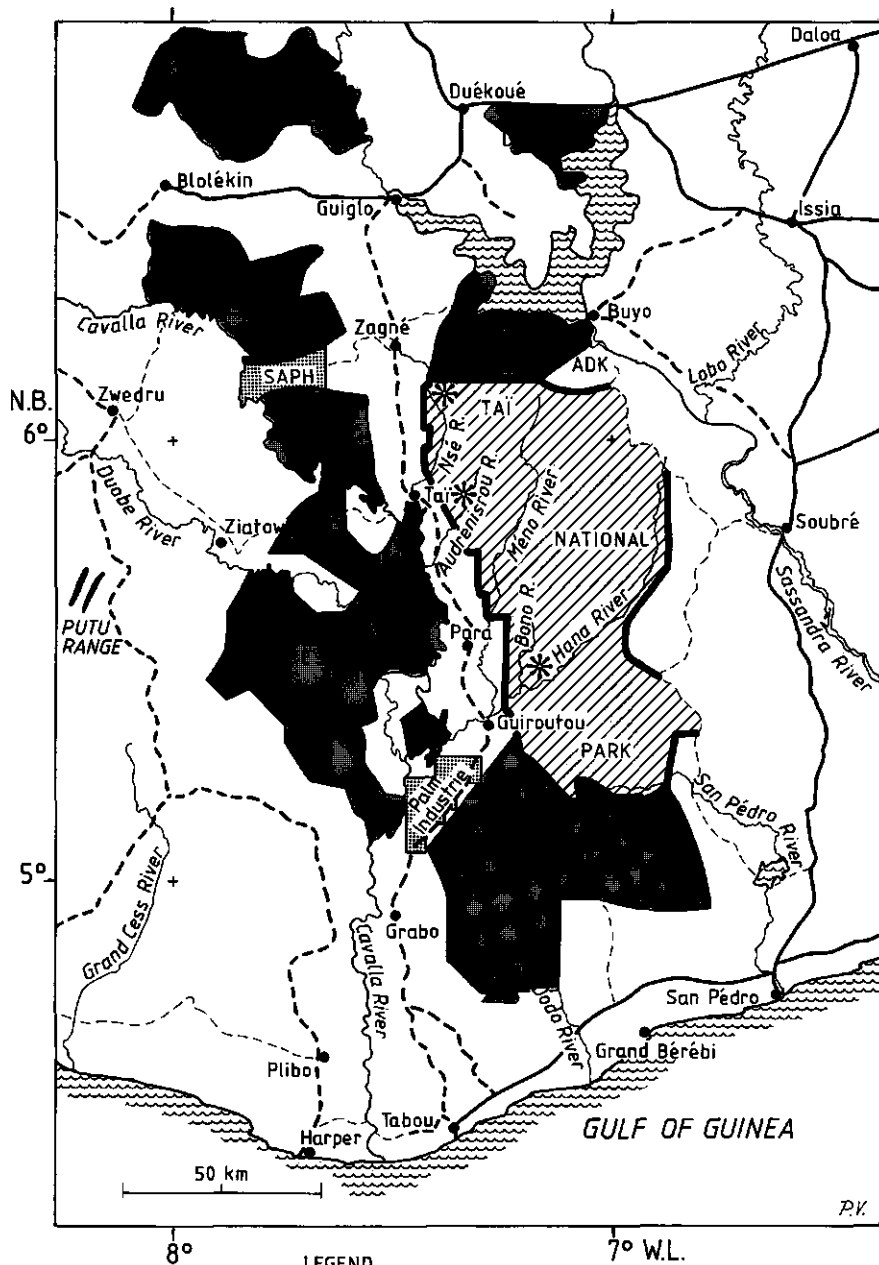 Daloa
Duékoué
Blolékin
Guiglo
Issia
Cavalla River
Zagné
Buyo
Lobo River
SAPH
ADK
Zwedru
TAÏ
N.B.
6°
Nse R.
Taï
Audrenisrou R.
Méno River
Duobe River
Ziatow
NATIONAL
Soubré
Sassandra River
PUTU
RANGE
Para
Bono R.
Hana River
Guiroutou
PARK
Palm
Industrie
San Pédro River
5°
Grand Cess River
Grabo
Cavalla River
San Pédro
Dodo River
Grand Bérébi
Plibo
Tabou
Harper
GULF OF GUINEA
50 km
P.V.
8°
7° W.L.
LEGEND